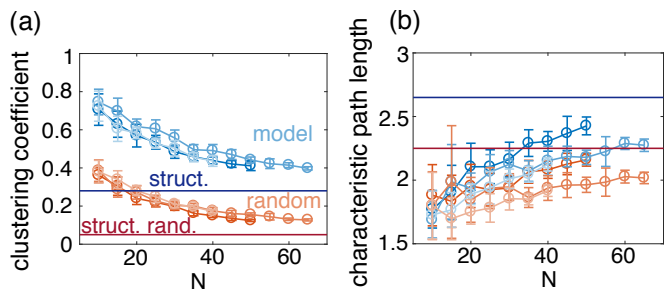 (a)
clustering coefficient
1
0.8
0.6
0.4
0.2
0
model
struct.
random
struct. rand.
20
40
60
N
(b)
characteristic path length
3
2.5
2
1.5
20
40
60
N